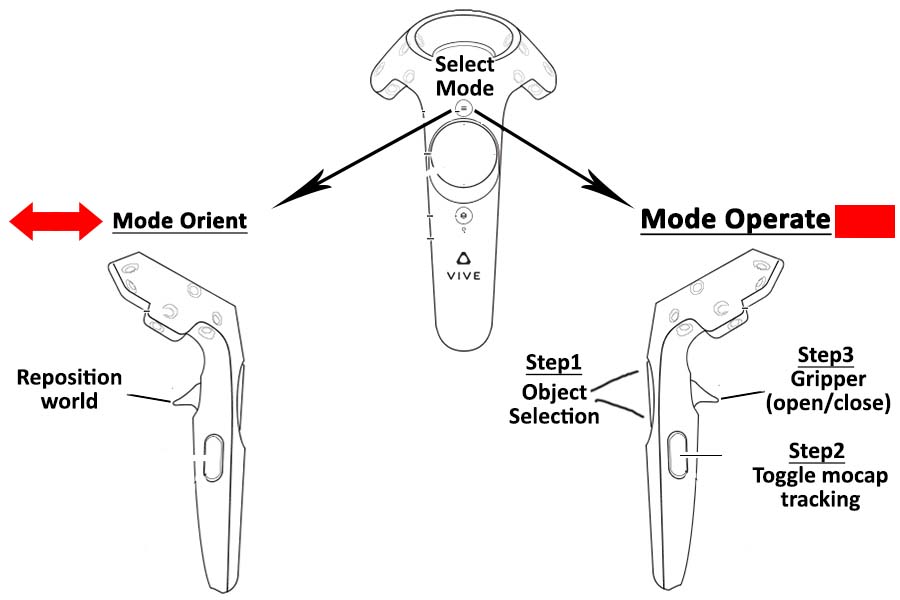 Select
Mode
Mode Orient
Mode Operate
VIVE
Reposition
world
Step1
Object
Selection
Step3
Gripper
(open/close)
Step2
Toggle mocap
tracking